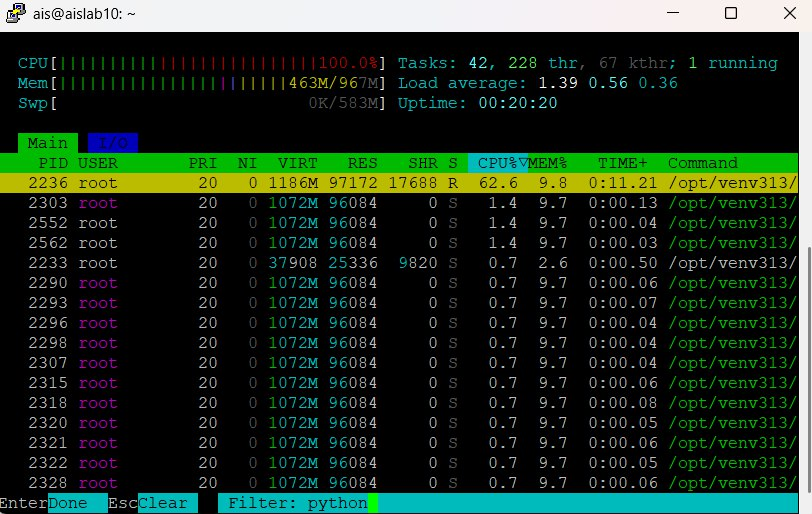 ais@aislab10: ~
CPU[||||||||||||||||||||||||||100.0%] Tasks: 42, 228 thr, 67 kthr; 1 running
Mem[|||||||||||||||||||||||463M/967M] Load average: 1.39 0.56 0.36
Swp[ 0K/583M] Uptime: 00:20:20
Main I/O
PID USER PRI NI VIRT RES SHR S CPU%▽MEM% TIME+ Command
2236 root 20 0 1186M 97172 17688 R 62.6 9.8 0:11.21 /opt/venv313/
2303 root 20 0 1072M 96084 0 S 1.4 9.7 0:00.13 /opt/venv313/
2552 root 20 0 1072M 96084 0 S 1.4 9.7 0:00.04 /opt/venv313/
2562 root 20 0 1072M 96084 0 S 1.4 9.7 0:00.03 /opt/venv313/
2233 root 20 0 37908 25336 9820 S 0.7 2.6 0:00.50 /opt/venv313/
2290 root 20 0 1072M 96084 0 S 0.7 9.7 0:00.06 /opt/venv313/
2293 root 20 0 1072M 96084 0 S 0.7 9.7 0:00.07 /opt/venv313/
2296 root 20 0 1072M 96084 0 S 0.7 9.7 0:00.04 /opt/venv313/
2298 root 20 0 1072M 96084 0 S 0.7 9.7 0:00.04 /opt/venv313/
2307 root 20 0 1072M 96084 0 S 0.7 9.7 0:00.04 /opt/venv313/
2315 root 20 0 1072M 96084 0 S 0.7 9.7 0:00.06 /opt/venv313/
2318 root 20 0 1072M 96084 0 S 0.7 9.7 0:00.08 /opt/venv313/
2320 root 20 0 1072M 96084 0 S 0.7 9.7 0:00.05 /opt/venv313/
2321 root 20 0 1072M 96084 0 S 0.7 9.7 0:00.06 /opt/venv313/
2322 root 20 0 1072M 96084 0 S 0.7 9.7 0:00.05 /opt/venv313/
2328 root 20 0 1072M 96084 0 S 0.7 9.7 0:00.06 /opt/venv313/
EnterDone EscClear Filter: python